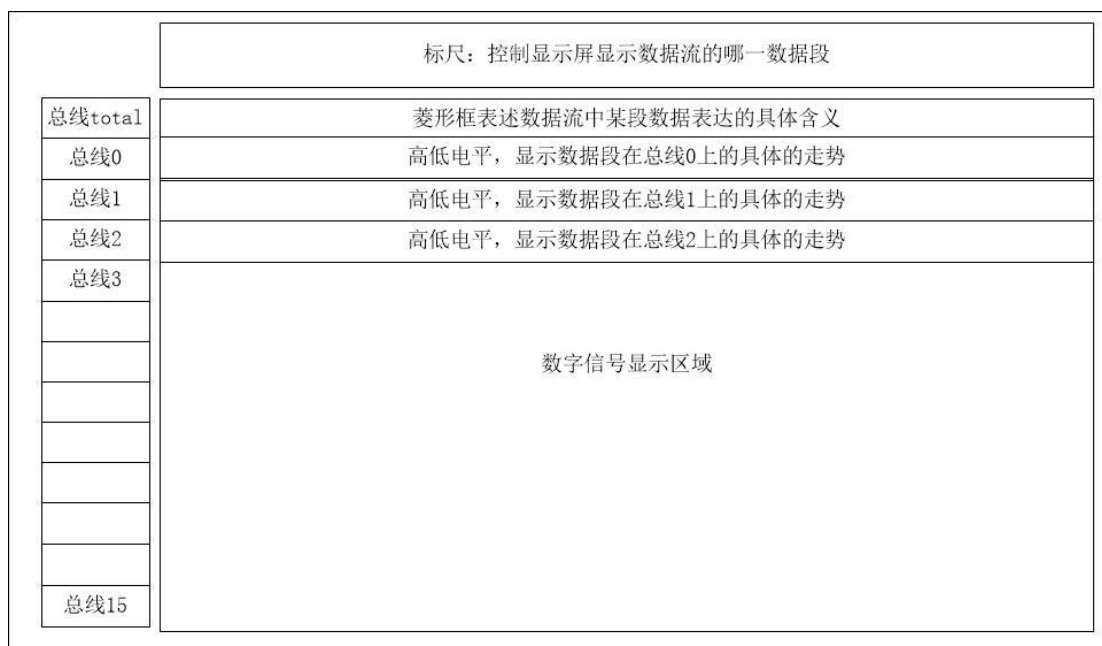 标尺：控制显示屏显示数据流的哪一数据段
总线total
菱形框表述数据流中某段数据表达的具体含义
总线0
高低电平，显示数据段在总线0上的具体的走势
总线1
高低电平，显示数据段在总线1上的具体的走势
总线2
高低电平，显示数据段在总线2上的具体的走势
总线3
数字信号显示区域
总线15